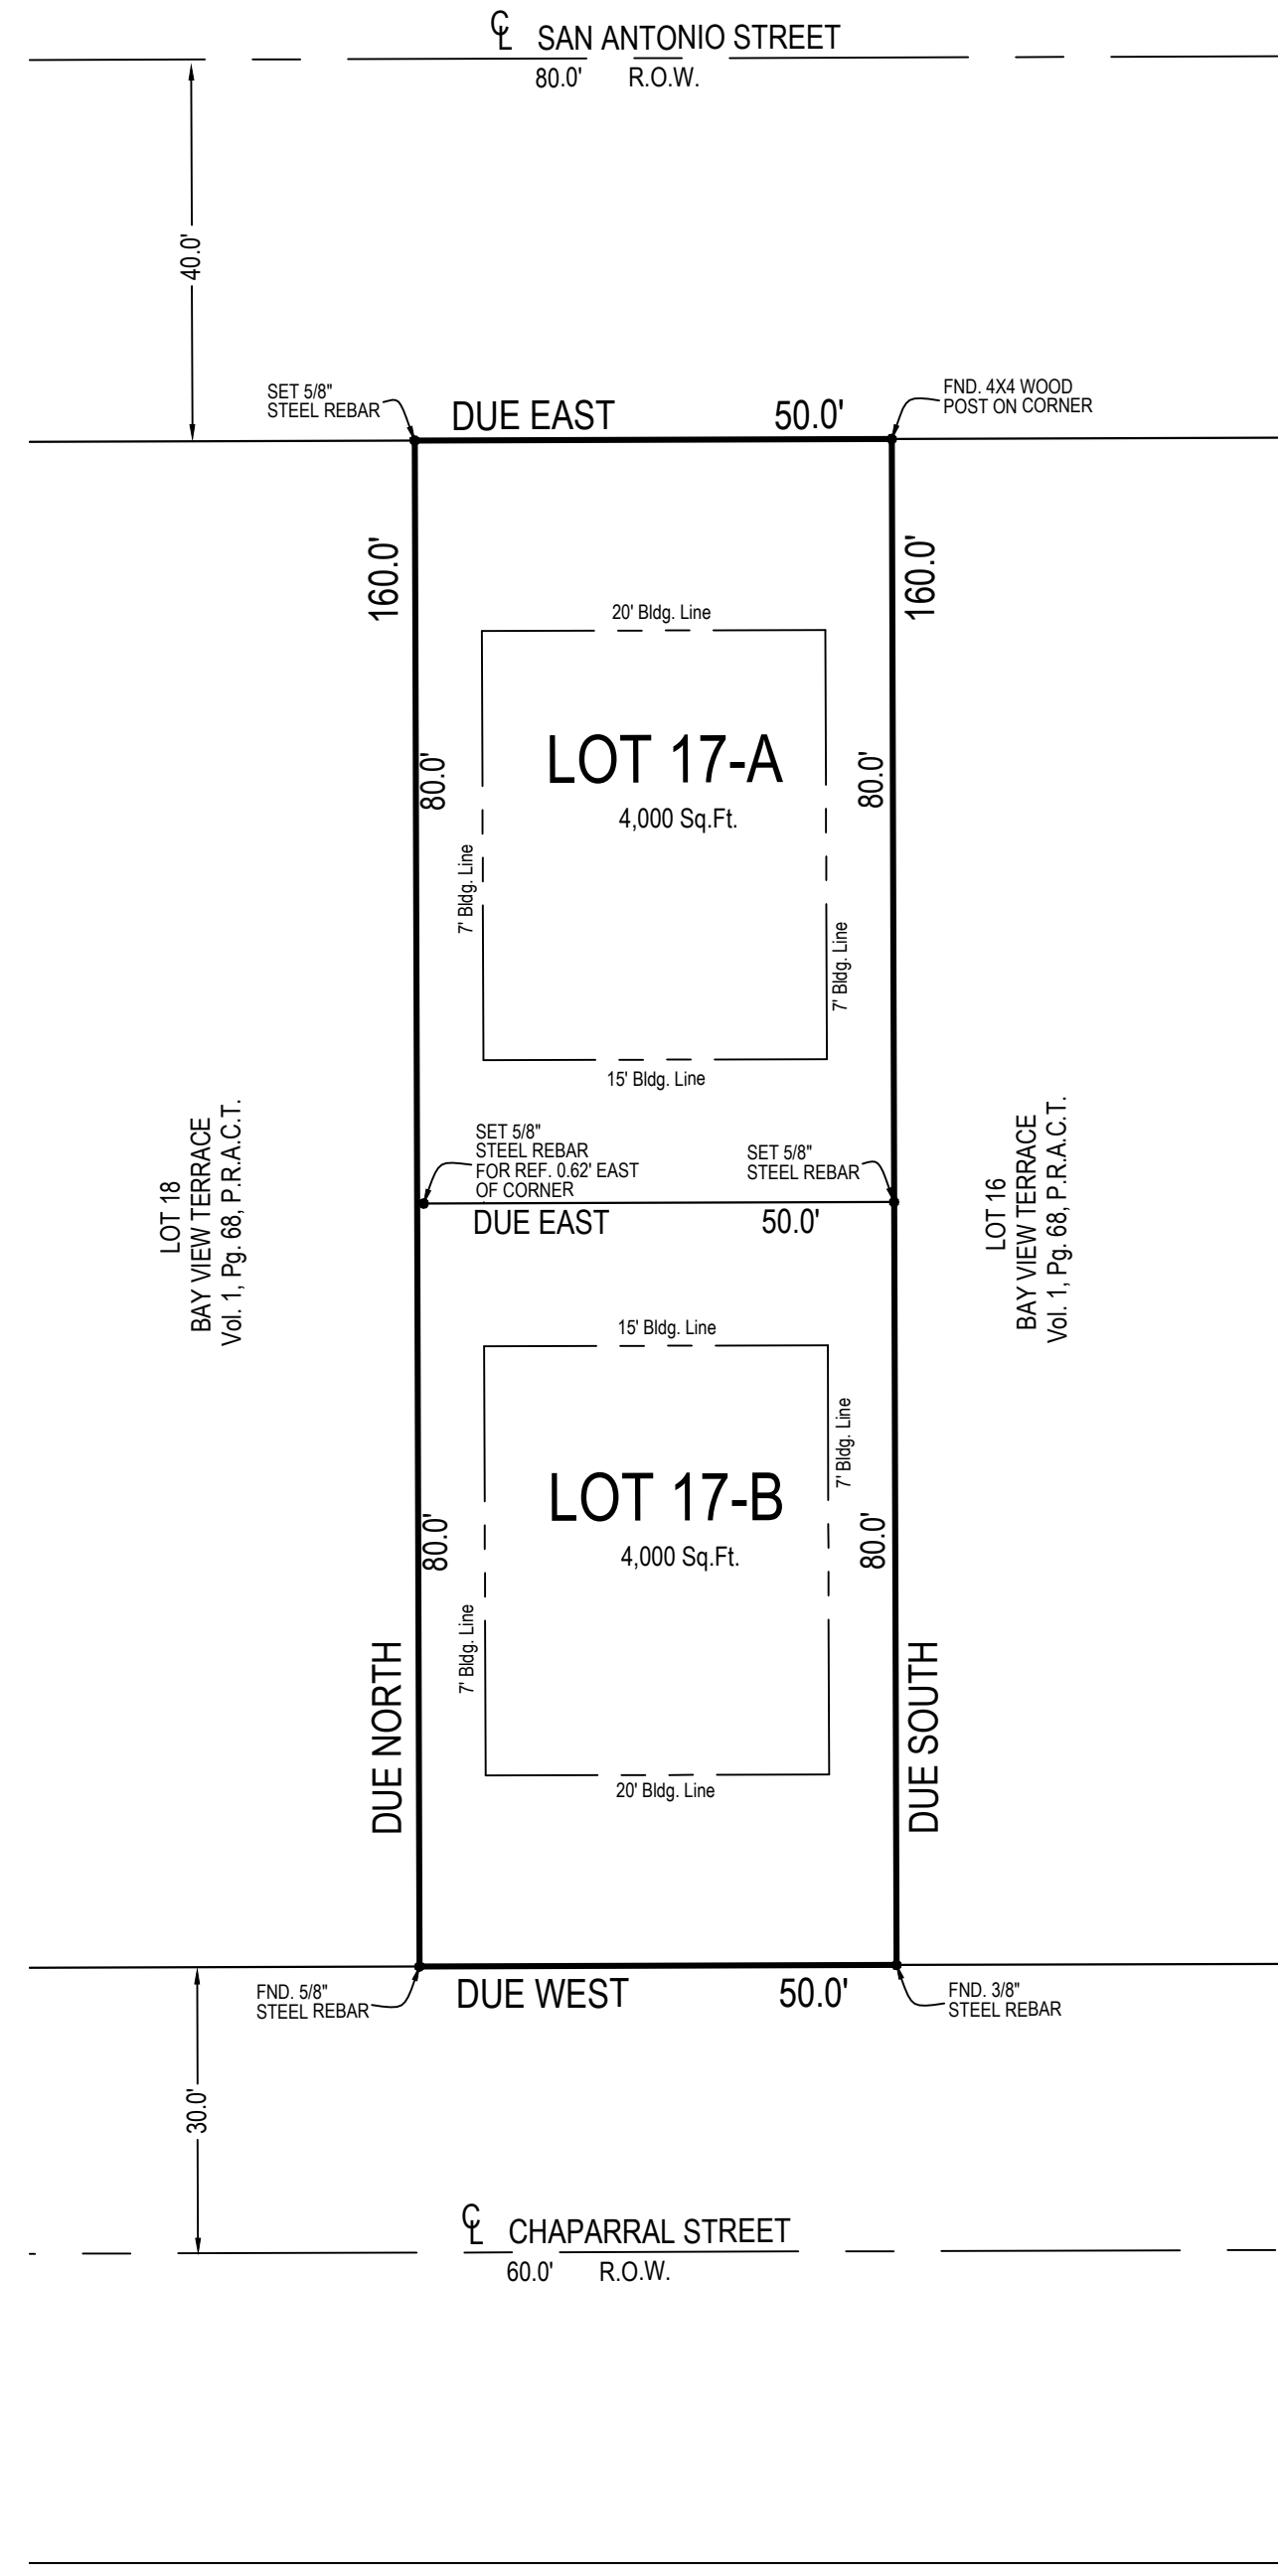 ℄ SAN ANTONIO STREET
80.0' R.O.W.
40.0'
SET 5/8"
STEEL REBAR
DUE EAST 50.0'
FND. 4X4 WOOD
POST ON CORNER
160.0'
160.0'
20' Bldg. Line
LOT 17-A
4,000 Sq.Ft.
80.0'
80.0'
7' Bldg. Line
7' Bldg. Line
15' Bldg. Line
LOT 18
BAY VIEW TERRACE
Vol. 1, Pg. 68, P.R.A.C.T.
SET 5/8"
STEEL REBAR
FOR REF. 0.62' EAST
OF CORNER
SET 5/8"
STEEL REBAR
DUE EAST 50.0'
LOT 16
BAY VIEW TERRACE
Vol. 1, Pg. 68, P.R.A.C.T.
15' Bldg. Line
7' Bldg. Line
LOT 17-B
4,000 Sq.Ft.
80.0'
80.0'
7' Bldg. Line
20' Bldg. Line
DUE NORTH
DUE SOUTH
FND. 5/8"
STEEL REBAR
DUE WEST 50.0'
FND. 3/8"
STEEL REBAR
30.0'
℄ CHAPARRAL STREET
60.0' R.O.W.